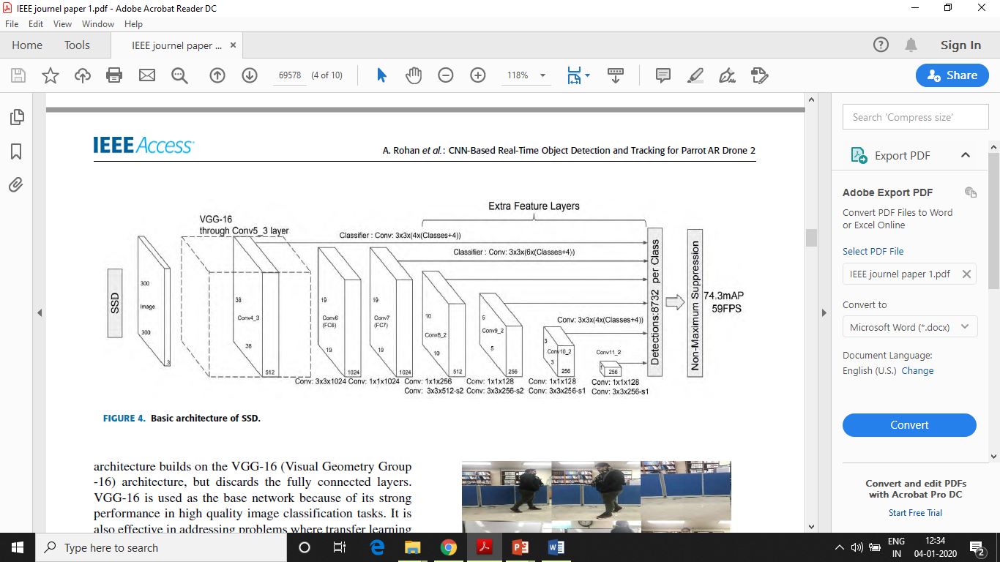 IEEE journel paper 1.pdf - Adobe Acrobat Reader DC
File Edit View Window Help
Home Tools IEEE journel paper ... × Sign In
69578 (4 of 10) 118% Share
IEEE Access
A. Rohan et al.: CNN-Based Real-Time Object Detection and Tracking for Parrot AR Drone 2
Extra Feature Layers
VGG-16
through Conv5_3 layer
Classifier : Conv: 3x3x(4x(Classes+4))
Classifier : Conv: 3x3x(6x(Classes+4))
SSD
300
Image
300
3
38
Conv4_3
38
512
19
Conv6
(FC6)
19
1024
19
Conv7
(FC7)
19
1024
10
Conv8_2
10
512
5
Conv9_2
5
256
Conv: 3x3x(4x(Classes+4))
3
Conv10_2
3
256
Conv11_2
1
256
Detections:8732 per Class
Non-Maximum Suppression
74.3mAP
59FPS
Conv: 3x3x1024 Conv: 1x1x1024 Conv: 1x1x256 Conv: 1x1x128 Conv: 1x1x128 Conv: 1x1x128
Conv: 3x3x512-s2 Conv: 3x3x256-s2 Conv: 3x3x256-s1 Conv: 3x3x256-s1
FIGURE 4. Basic architecture of SSD.
architecture builds on the VGG-16 (Visual Geometry Group
-16) architecture, but discards the fully connected layers.
VGG-16 is used as the base network because of its strong
performance in high quality image classification tasks. It is
also effective in addressing problems where transfer learning
Search 'Compress size'
Export PDF
Adobe Export PDF
Convert PDF Files to Word
or Excel Online
Select PDF File
IEEE journel paper 1.pdf
Convert to
Microsoft Word (*.docx)
Document Language:
English (U.S.) Change
Convert
Convert and edit PDFs
with Acrobat Pro DC
Start Free Trial
Type here to search
ENG
IN
12:34
04-01-2020
2